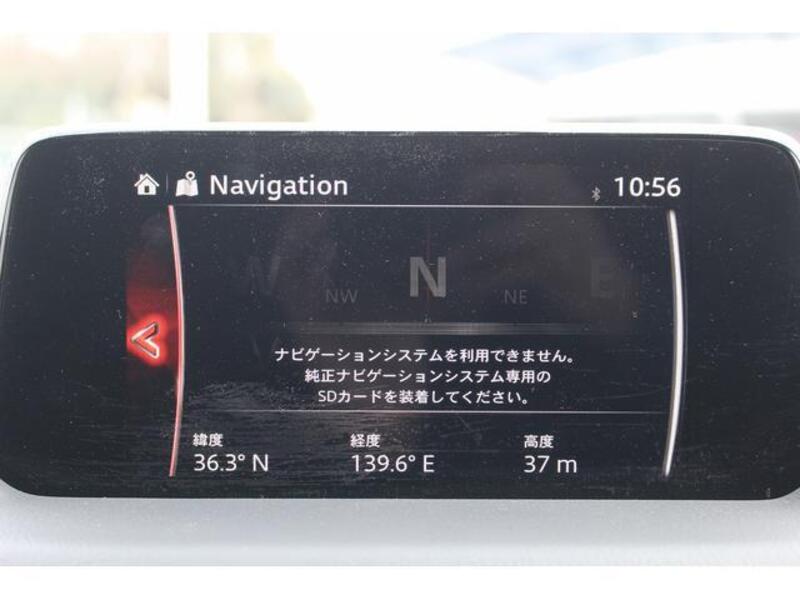 Navigation
10:56
W N E
NW NE
ナビゲーションシステムを利用できません。
純正ナビゲーションシステム専用の
SDカードを装着してください。
緯度 経度 高度
36.3° N 139.6° E 37 m